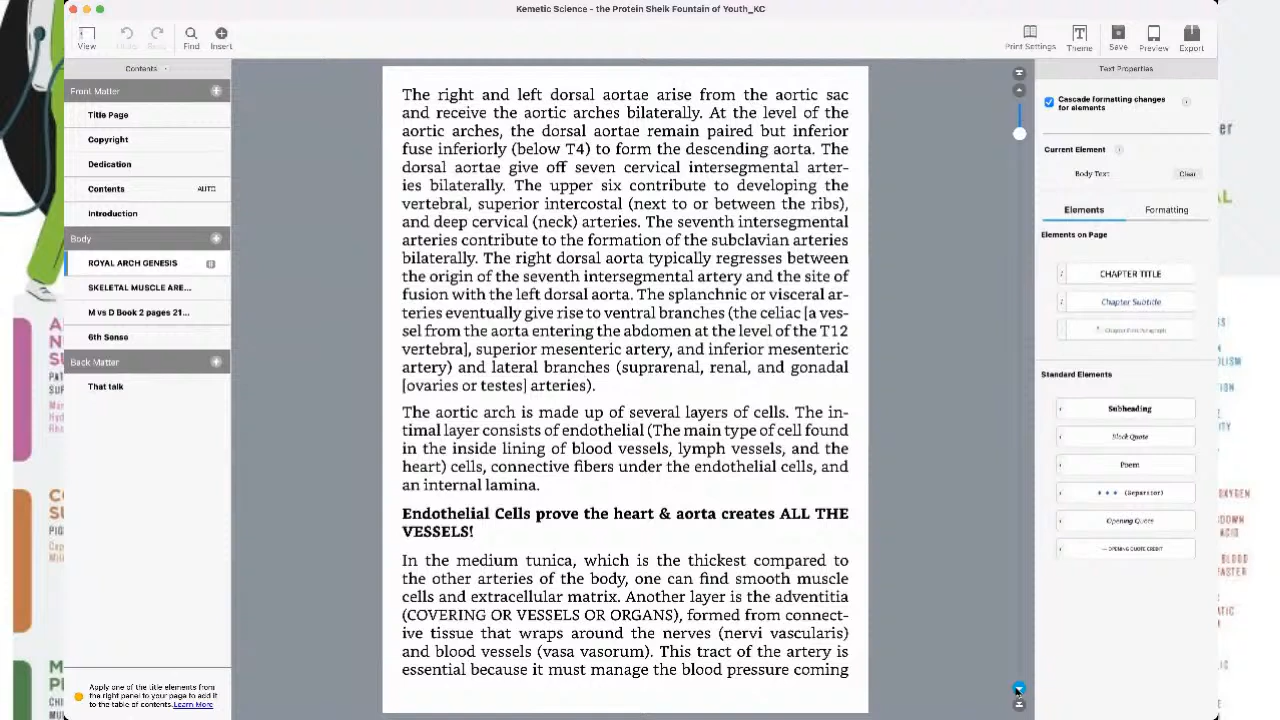 Kemetic Science - the Protein Sheik Fountain of Youth_KC
View
Find
Insert
Print Settings
Theme
Save
Preview
Export
Contents
Text Properties
Front Matter
Title Page
Copyright
Dedication
Contents AUTO
Introduction
Body
ROYAL ARCH GENESIS
SKELETAL MUSCLE ARE...
M vs D Book 2 pages 21...
6th Sense
Back Matter
That talk
Apply one of the title elements from
the right panel to your page to add it
to the table of contents. Learn More
The right and left dorsal aortae arise from the aortic sac
and receive the aortic arches bilaterally. At the level of the
aortic arches, the dorsal aortae remain paired but inferior
fuse inferiorly (below T4) to form the descending aorta. The
dorsal aortae give off seven cervical intersegmental arter-
ies bilaterally. The upper six contribute to developing the
vertebral, superior intercostal (next to or between the ribs),
and deep cervical (neck) arteries. The seventh intersegmental
arteries contribute to the formation of the subclavian arteries
bilaterally. The right dorsal aorta typically regresses between
the origin of the seventh intersegmental artery and the site of
fusion with the left dorsal aorta. The splanchnic or visceral ar-
teries eventually give rise to ventral branches (the celiac [a ves-
sel from the aorta entering the abdomen at the level of the T12
vertebra], superior mesenteric artery, and inferior mesenteric
artery) and lateral branches (suprarenal, renal, and gonadal
[ovaries or testes] arteries).
The aortic arch is made up of several layers of cells. The in-
timal layer consists of endothelial (The main type of cell found
in the inside lining of blood vessels, lymph vessels, and the
heart) cells, connective fibers under the endothelial cells, and
an internal lamina.
Endothelial Cells prove the heart & aorta creates ALL THE
VESSELS!
In the medium tunica, which is the thickest compared to
the other arteries of the body, one can find smooth muscle
cells and extracellular matrix. Another layer is the adventitia
(COVERING OR VESSELS OR ORGANS), formed from connect-
ive tissue that wraps around the nerves (nervi vascularis)
and blood vessels (vasa vasorum). This tract of the artery is
essential because it must manage the blood pressure coming
Cascade formatting changes
for elements
Current Element
Body Text
Clear
Elements
Formatting
Elements on Page
CHAPTER TITLE
Chapter Subtitle
Chapter First Paragraph
Standard Elements
Subheading
Block Quote
Poem
(Separator)
Opening Quote
— OPENING QUOTE CREDIT